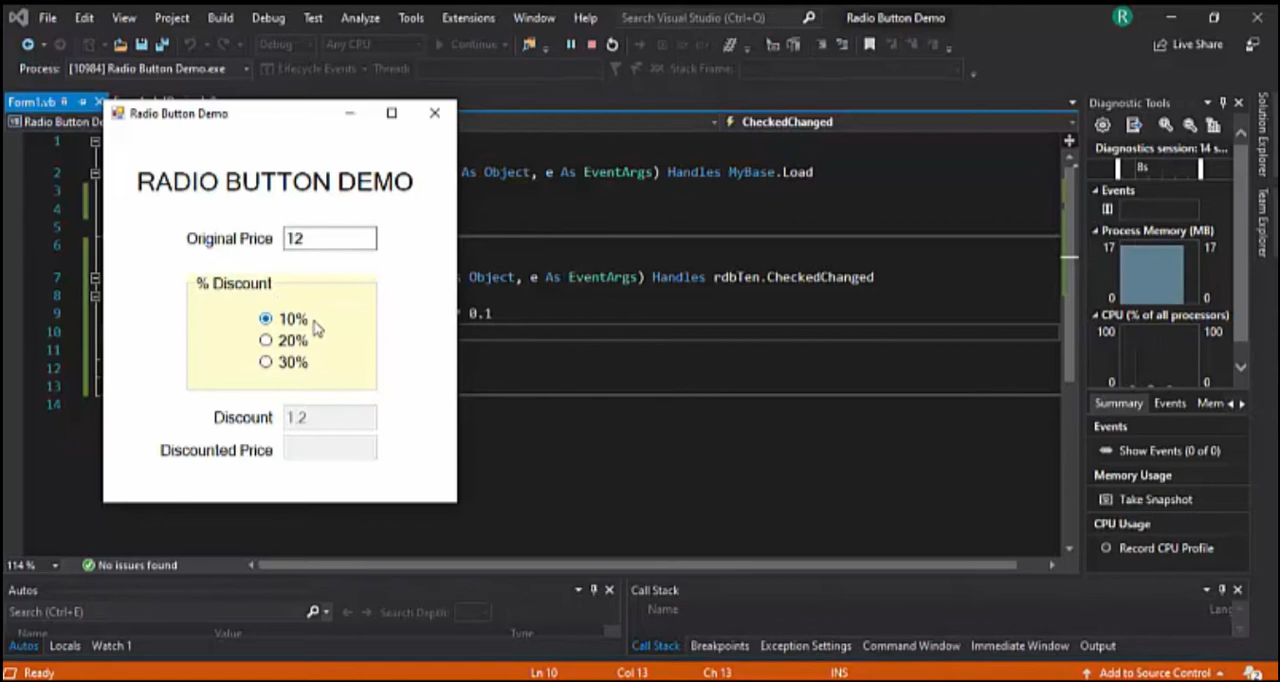 File Edit View Project Build Debug Test Analyze Tools Extensions Window Help Search Visual Studio (Ctrl+Q) Radio Button Demo R
Debug Any CPU Continue Live Share
Process: [10984] Radio Button Demo.exe Lifecycle Events Thread: Stack Frame:
Form1.vb
Radio Button De CheckedChanged
Radio Button Demo
RADIO BUTTON DEMO
Original Price 12
% Discount
10%
20%
30%
Discount 1.2
Discounted Price
1
2 As Object, e As EventArgs) Handles MyBase.Load
3
4
5
6
7 Object, e As EventArgs) Handles rdbTen.CheckedChanged
8
9 * 0.1
10
11
12
13
14
Diagnostic Tools
Diagnostics session: 14 s...
8s
Events
Process Memory (MB)
17 17
0 0
CPU (% of all processors)
100 100
0 0
Summary Events Mem
Events
Show Events (0 of 0)
Memory Usage
Take Snapshot
CPU Usage
Record CPU Profile
Solution Explorer
Team Explorer
114 % No issues found
Autos
Search (Ctrl+E) Search Depth:
Name Value Type
Autos Locals Watch 1
Call Stack
Name Lang
Call Stack Breakpoints Exception Settings Command Window Immediate Window Output
Ready Ln 10 Col 13 Ch 13 INS Add to Source Control